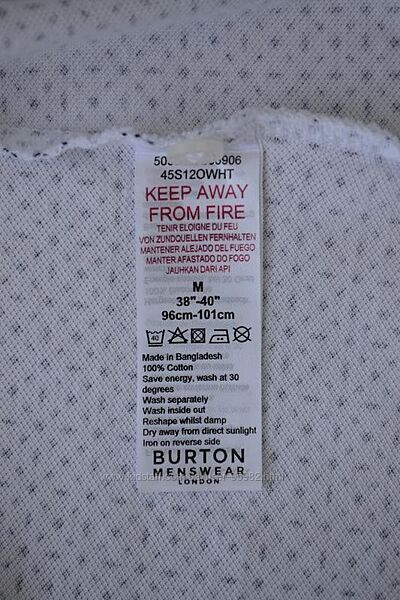 45S12OWHT
KEEP AWAY
FROM FIRE
TENIR ELOIGNE DU FEU
VON ZUNDQUELLEN FERNHALTEN
MANTENER ALEJADO DEL FUEGO
MANTER AFASTADO DO FOGO
JAUHKAN DARI API
M
38"-40"
96cm-101cm
40
Made in Bangladesh
100% Cotton
Save energy, wash at 30
degrees
Wash separately
Wash inside out
Reshape whilst damp
Dry away from direct sunlight
Iron on reverse side
BURTON
MENSWEAR
LONDON